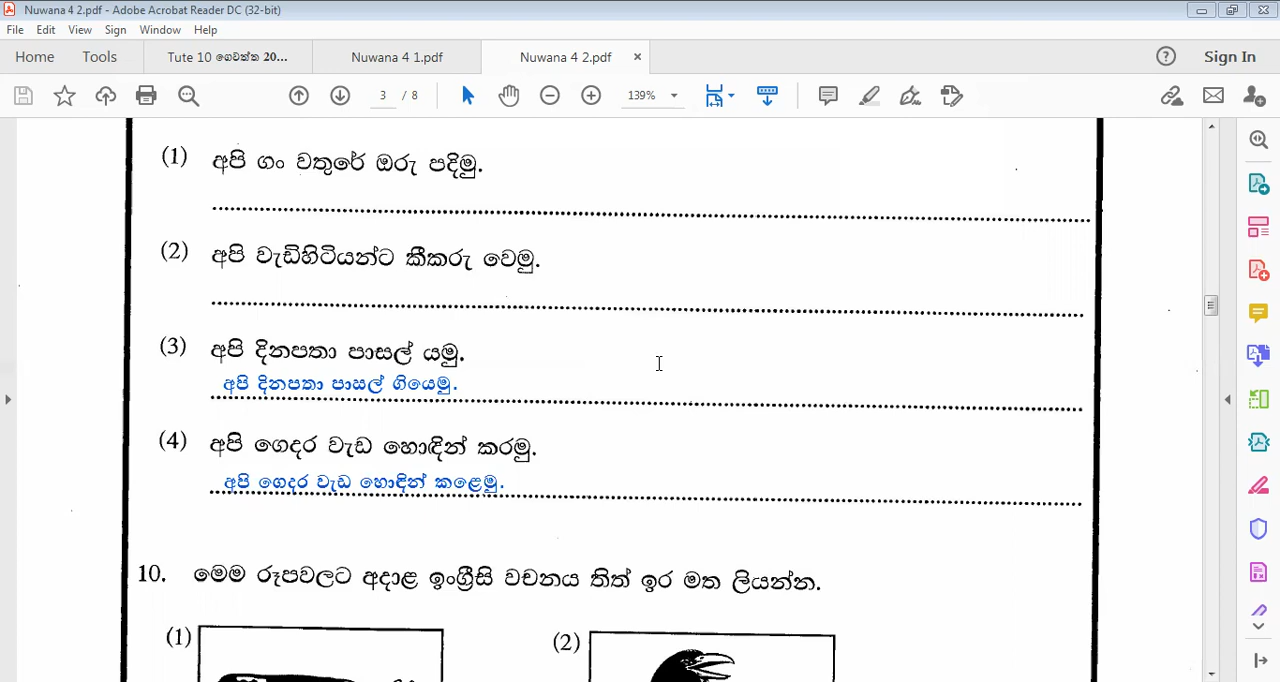 Nuwana 4 2.pdf - Adobe Acrobat Reader DC (32-bit)
File Edit View Sign Window Help
Home Tools Tute 10 ගෙවත්ත 20... Nuwana 4 1.pdf Nuwana 4 2.pdf × Sign In
3 / 8 139%
(1) අපි ගං වතුරේ ඔරු පදිමු.
(2) අපි වැඩිහිටියන්ට කීකරු වෙමු.
(3) අපි දිනපතා පාසල් යමු.
අපි දිනපතා පාසල් ගියෙමු.
(4) අපි ගෙදර වැඩ හොඳින් කරමු.
අපි ගෙදර වැඩ හොඳින් කළෙමු.
10. මෙම රූපවලට අදාළ ඉංග්‍රීසි වචනය තිත් ඉර මත ලියන්න.
(1) (2)